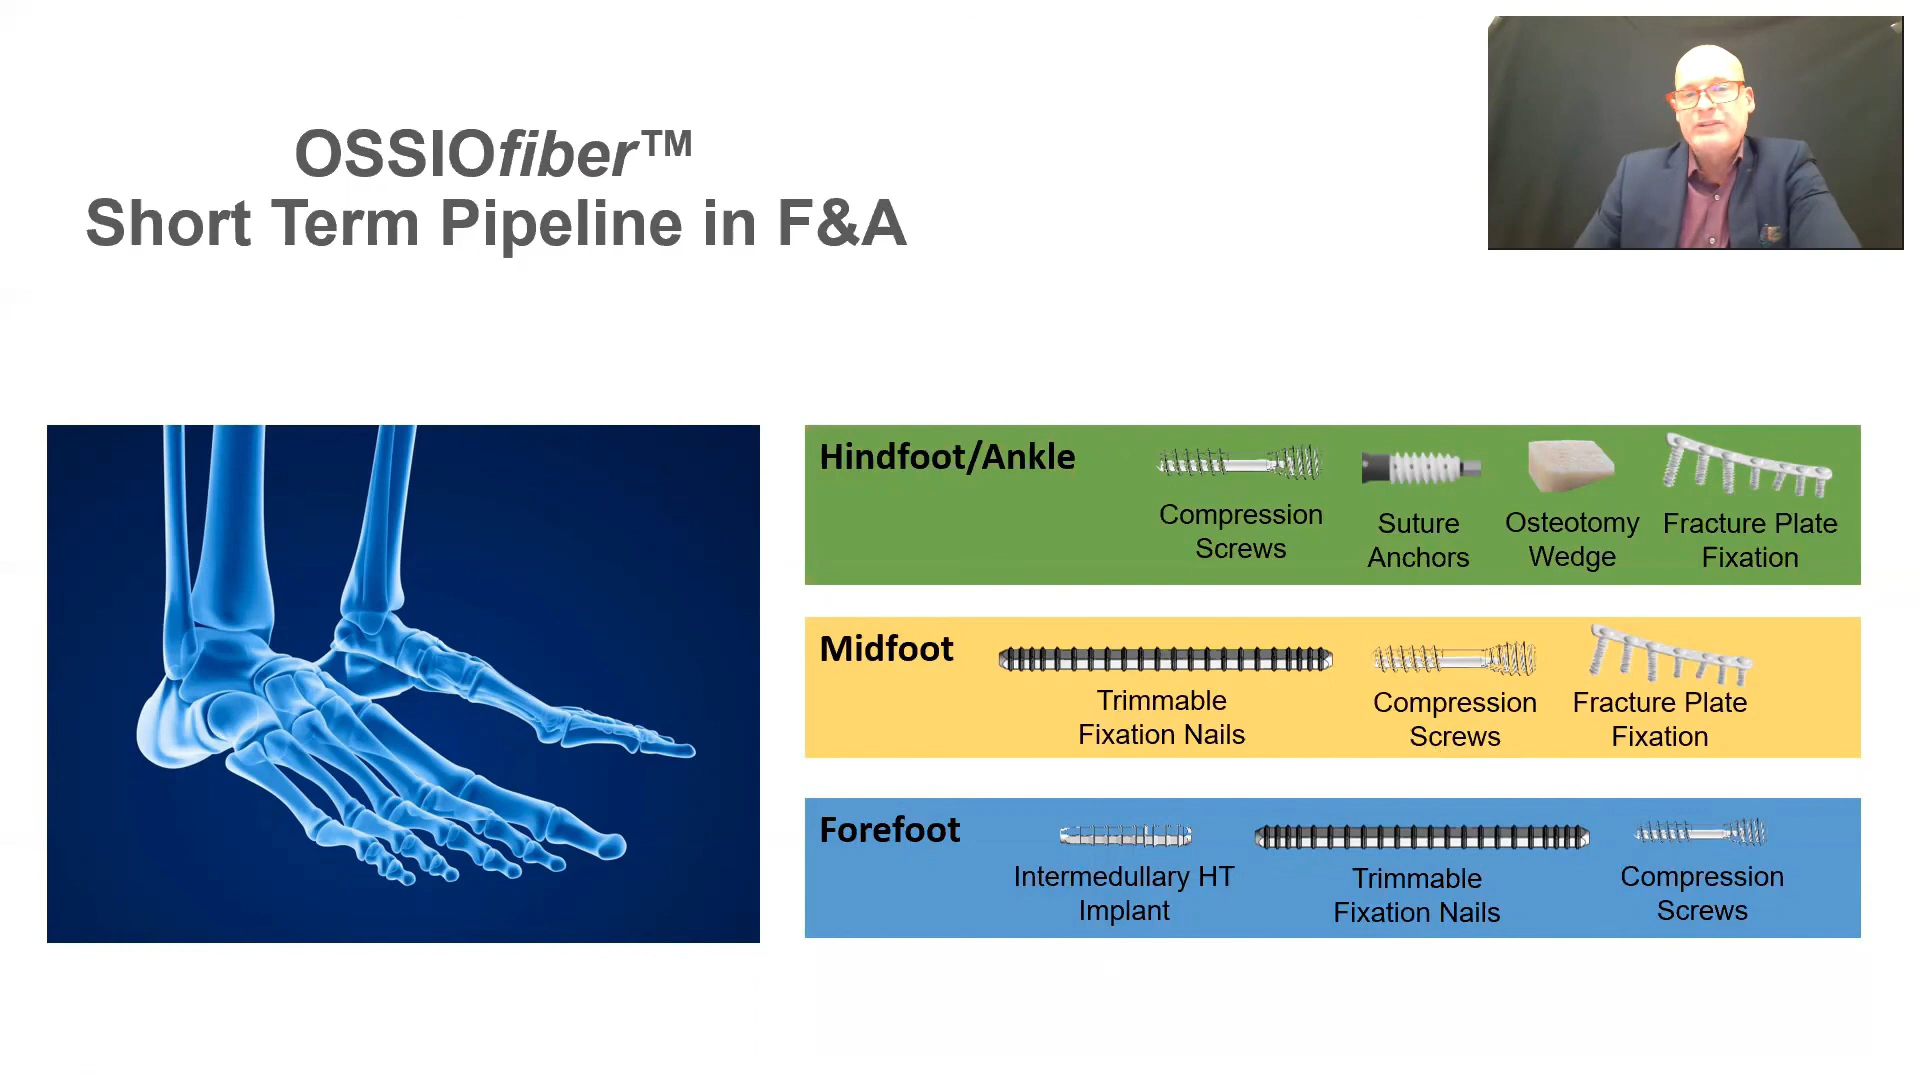 OSSIOfiber™
Short Term Pipeline in F&A
Hindfoot/Ankle
Compression
Screws
Suture
Anchors
Osteotomy
Wedge
Fracture Plate
Fixation
Midfoot
Trimmable
Fixation Nails
Compression
Screws
Fracture Plate
Fixation
Forefoot
Intermedullary HT
Implant
Trimmable
Fixation Nails
Compression
Screws